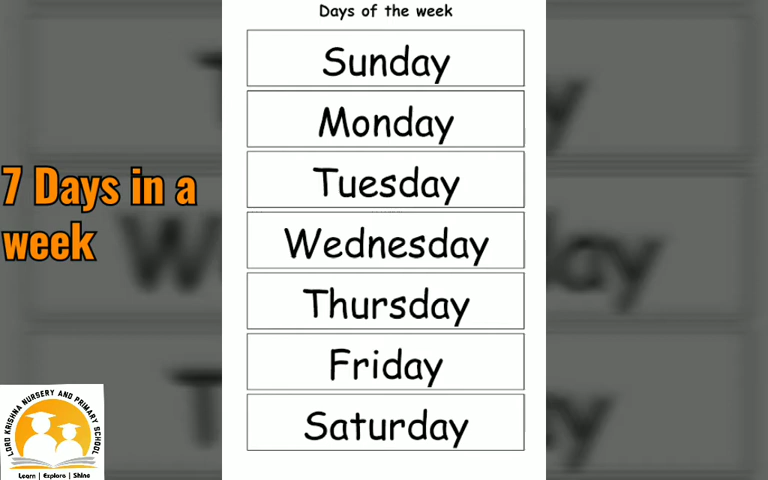 Days of the week
Sunday
Monday
Tuesday
Wednesday
Thursday
Friday
Saturday
7 Days in a
week
LORD KRISHNA NURSERY AND PRIMARY SCHOOL
Learn | Explore | Shine